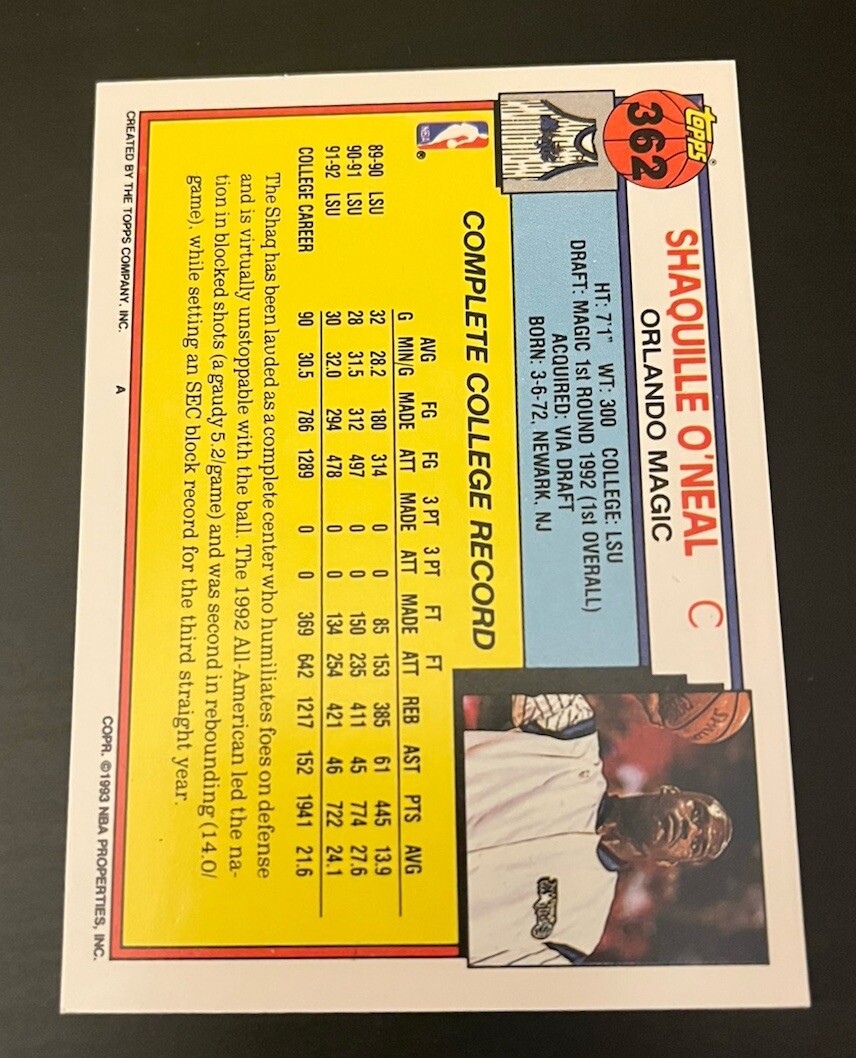 topps®
362
SHAQUILLE O'NEAL C
ORLANDO MAGIC
HT: 7'1" WT: 300 COLLEGE: LSU
DRAFT: MAGIC 1st ROUND 1992 (1st OVERALL)
ACQUIRED: VIA DRAFT
BORN: 3-6-72, NEWARK, NJ
SPALD
NBA ®
COMPLETE COLLEGE RECORD
AVG FG FG 3 PT 3 PT FT FT
G MIN/G MADE ATT MADE ATT MADE ATT REB AST PTS AVG
89-90 LSU 32 28.2 180 314 0 0 85 153 385 61 445 13.9
90-91 LSU 28 31.5 312 497 0 0 150 235 411 45 774 27.6
91-92 LSU 30 32.0 294 478 0 0 134 254 421 46 722 24.1
COLLEGE CAREER 90 30.5 786 1289 0 0 369 642 1217 152 1941 21.6
The Shaq has been lauded as a complete center who humiliates foes on defense
and is virtually unstoppable with the ball. The 1992 All-American led the na-
tion in blocked shots (a gaudy 5.2/game) and was second in rebounding (14.0/
game), while setting an SEC block record for the third straight year.
CREATED BY THE TOPPS COMPANY, INC. A COPR. ©1993 NBA PROPERTIES, INC.